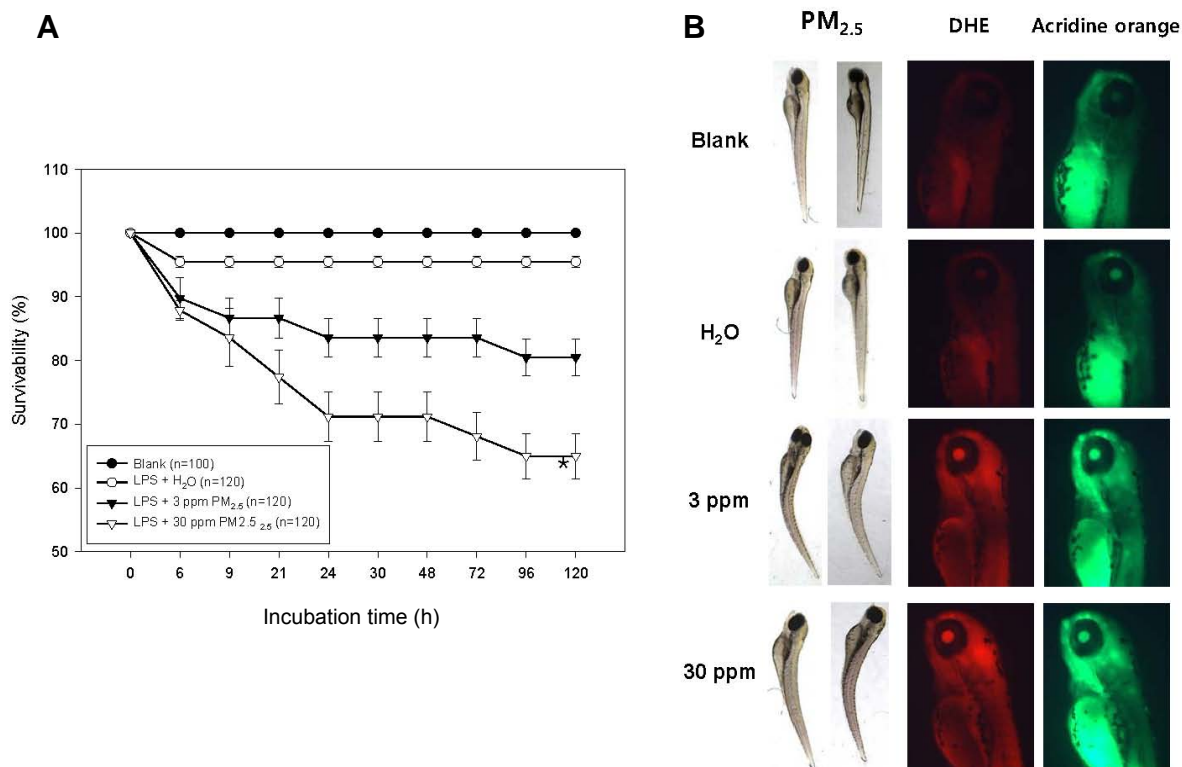 A
110
100
90
80
70
60
50
Survivability (%)
Blank (n=100)
LPS + H₂O (n=120)
LPS + 3 ppm PM₂.₅ (n=120)
LPS + 30 ppm PM2.5 ₂.₅ (n=120)
*
0 6 9 21 24 30 48 72 96 120
Incubation time (h)
B
PM₂.₅ DHE Acridine orange
Blank
H₂O
3 ppm
30 ppm